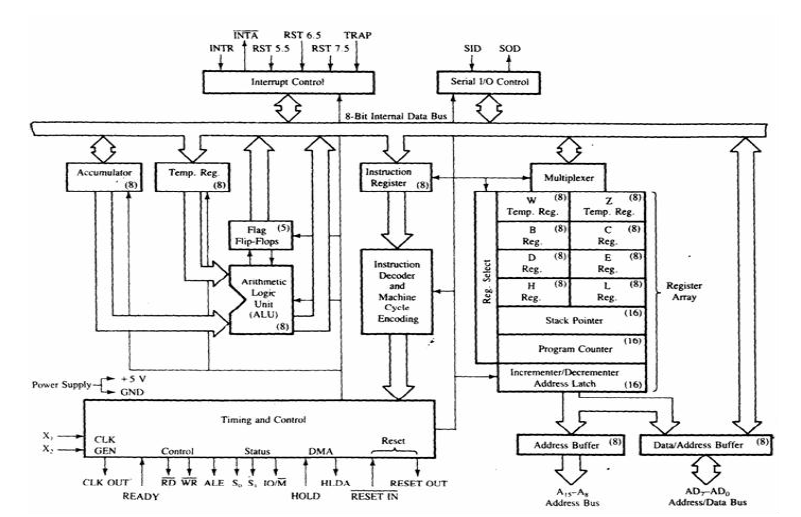 RST 6.5
INTA TRAP
INTR RST 5.5 RST 7.5
SID SOD
Interrupt Control
Serial I/O Control
8-Bit Internal Data Bus
Accumulator
(8)
Temp. Reg.
(8)
Instruction
Register (8)
Multiplexer
(5)
Flag
Flip-Flops
Arithmetic
Logic
Unit
(ALU)
(8)
Instruction
Decoder
and
Machine
Cycle
Encoding
Reg. Select
W (8)
Temp. Reg.
Z (8)
Temp. Reg.
B (8)
Reg.
C (8)
Reg.
D (8)
Reg.
E (8)
Reg.
H (8)
Reg.
L (8)
Reg.
Stack Pointer (16)
Program Counter (16)
Incrementer/Decrementer
Address Latch (16)
Register
Array
Power Supply
+5 V
GND
Timing and Control
X₁
X₂
CLK
GEN
Control
Status
DMA
Reset
CLK OUT
READY
RD WR ALE S₀ S₁ IO/M
HOLD
HLDA
RESET IN
RESET OUT
Address Buffer (8)
Data/Address Buffer (8)
A₁₅–A₈
Address Bus
AD₇–AD₀
Address/Data Bus